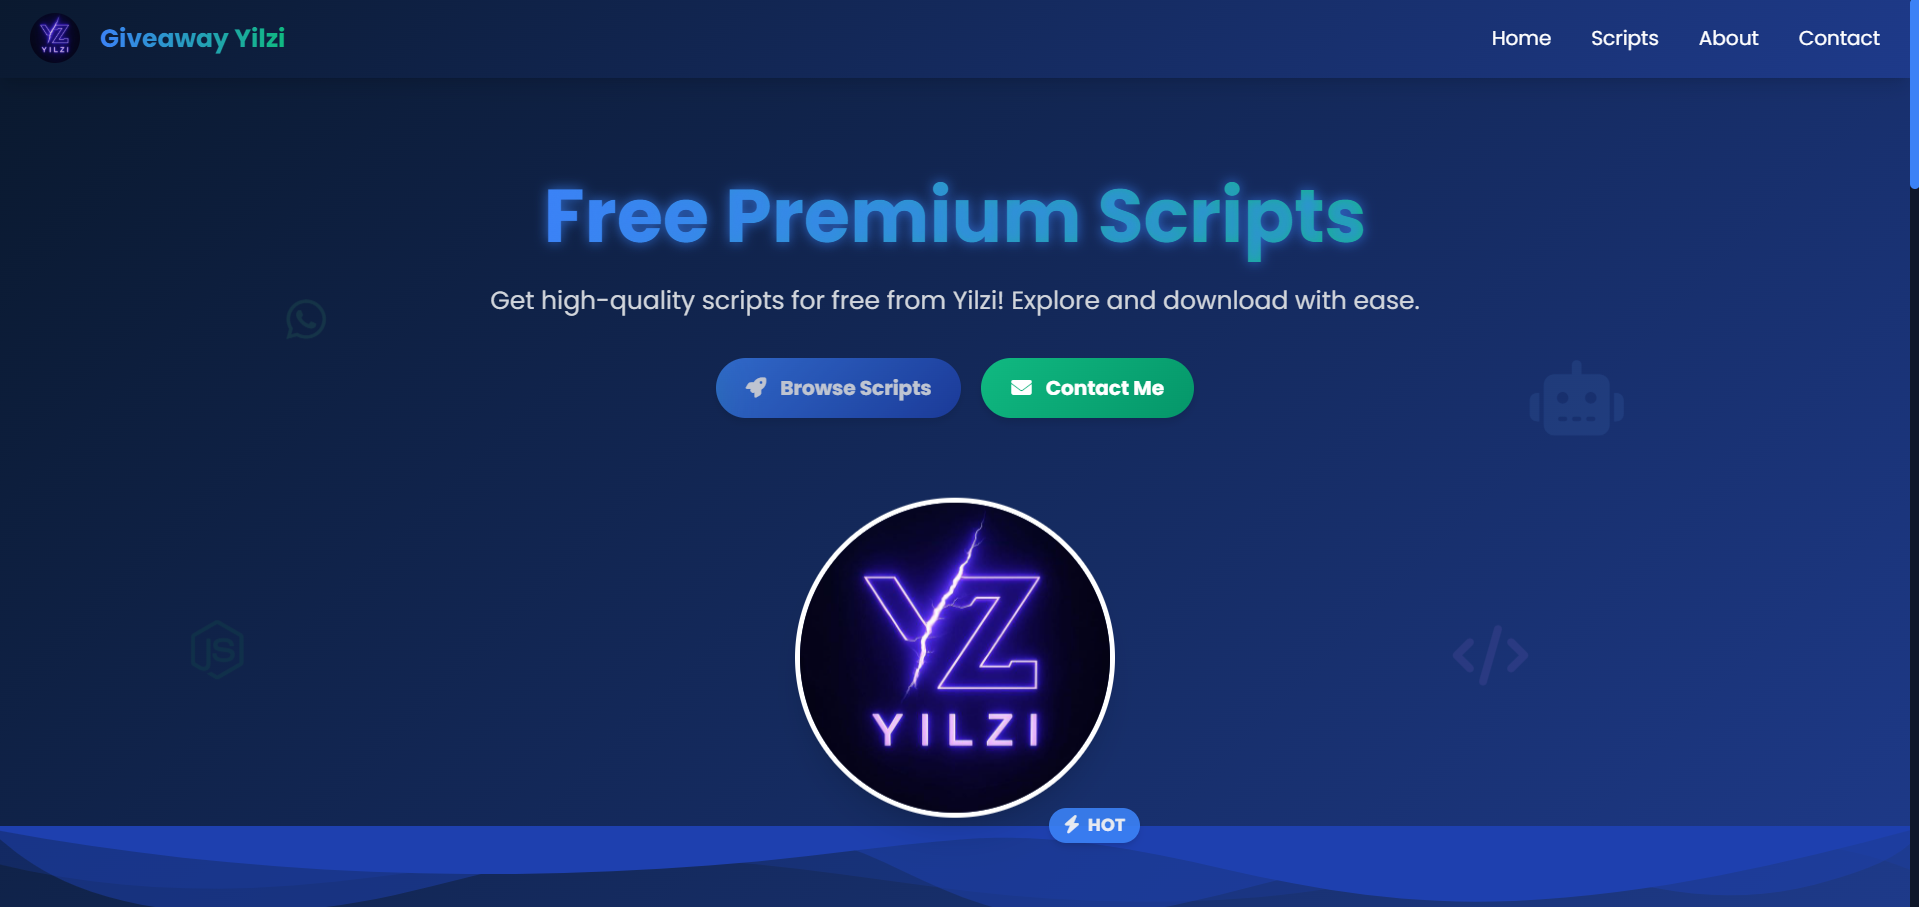 YZ
YILZI
Giveaway Yilzi
Home
Scripts
About
Contact
Free Premium Scripts
Get high-quality scripts for free from Yilzi! Explore and download with ease.
Browse Scripts
Contact Me
JS
YZ
YILZI
HOT